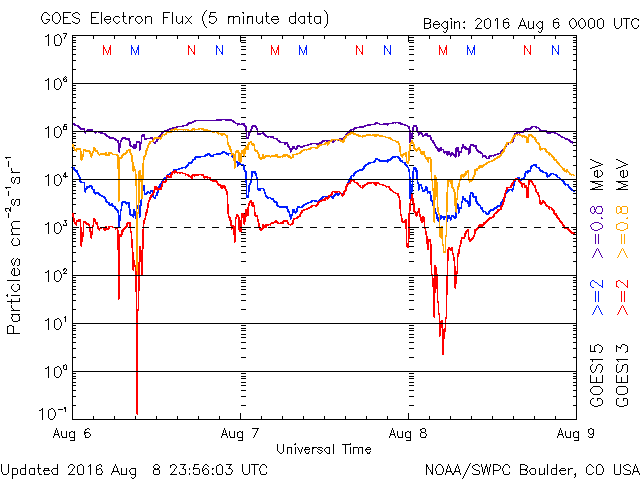 GOES Electron Flux (5 minute data)
Begin: 2016 Aug 6 0000 UTC
10⁷
M M N N M M N N M M N N
10⁶
10⁵
10⁴
10³
10²
10¹
10⁰
10⁻¹
Particles cm⁻²s⁻¹sr⁻¹
Aug 6 Aug 7 Aug 8 Aug 9
Universal Time
GOES15 >=2 >=0.8 MeV
GOES13 >=2 >=0.8 MeV
Updated 2016 Aug 8 23:56:03 UTC
NOAA/SWPC Boulder, CO USA